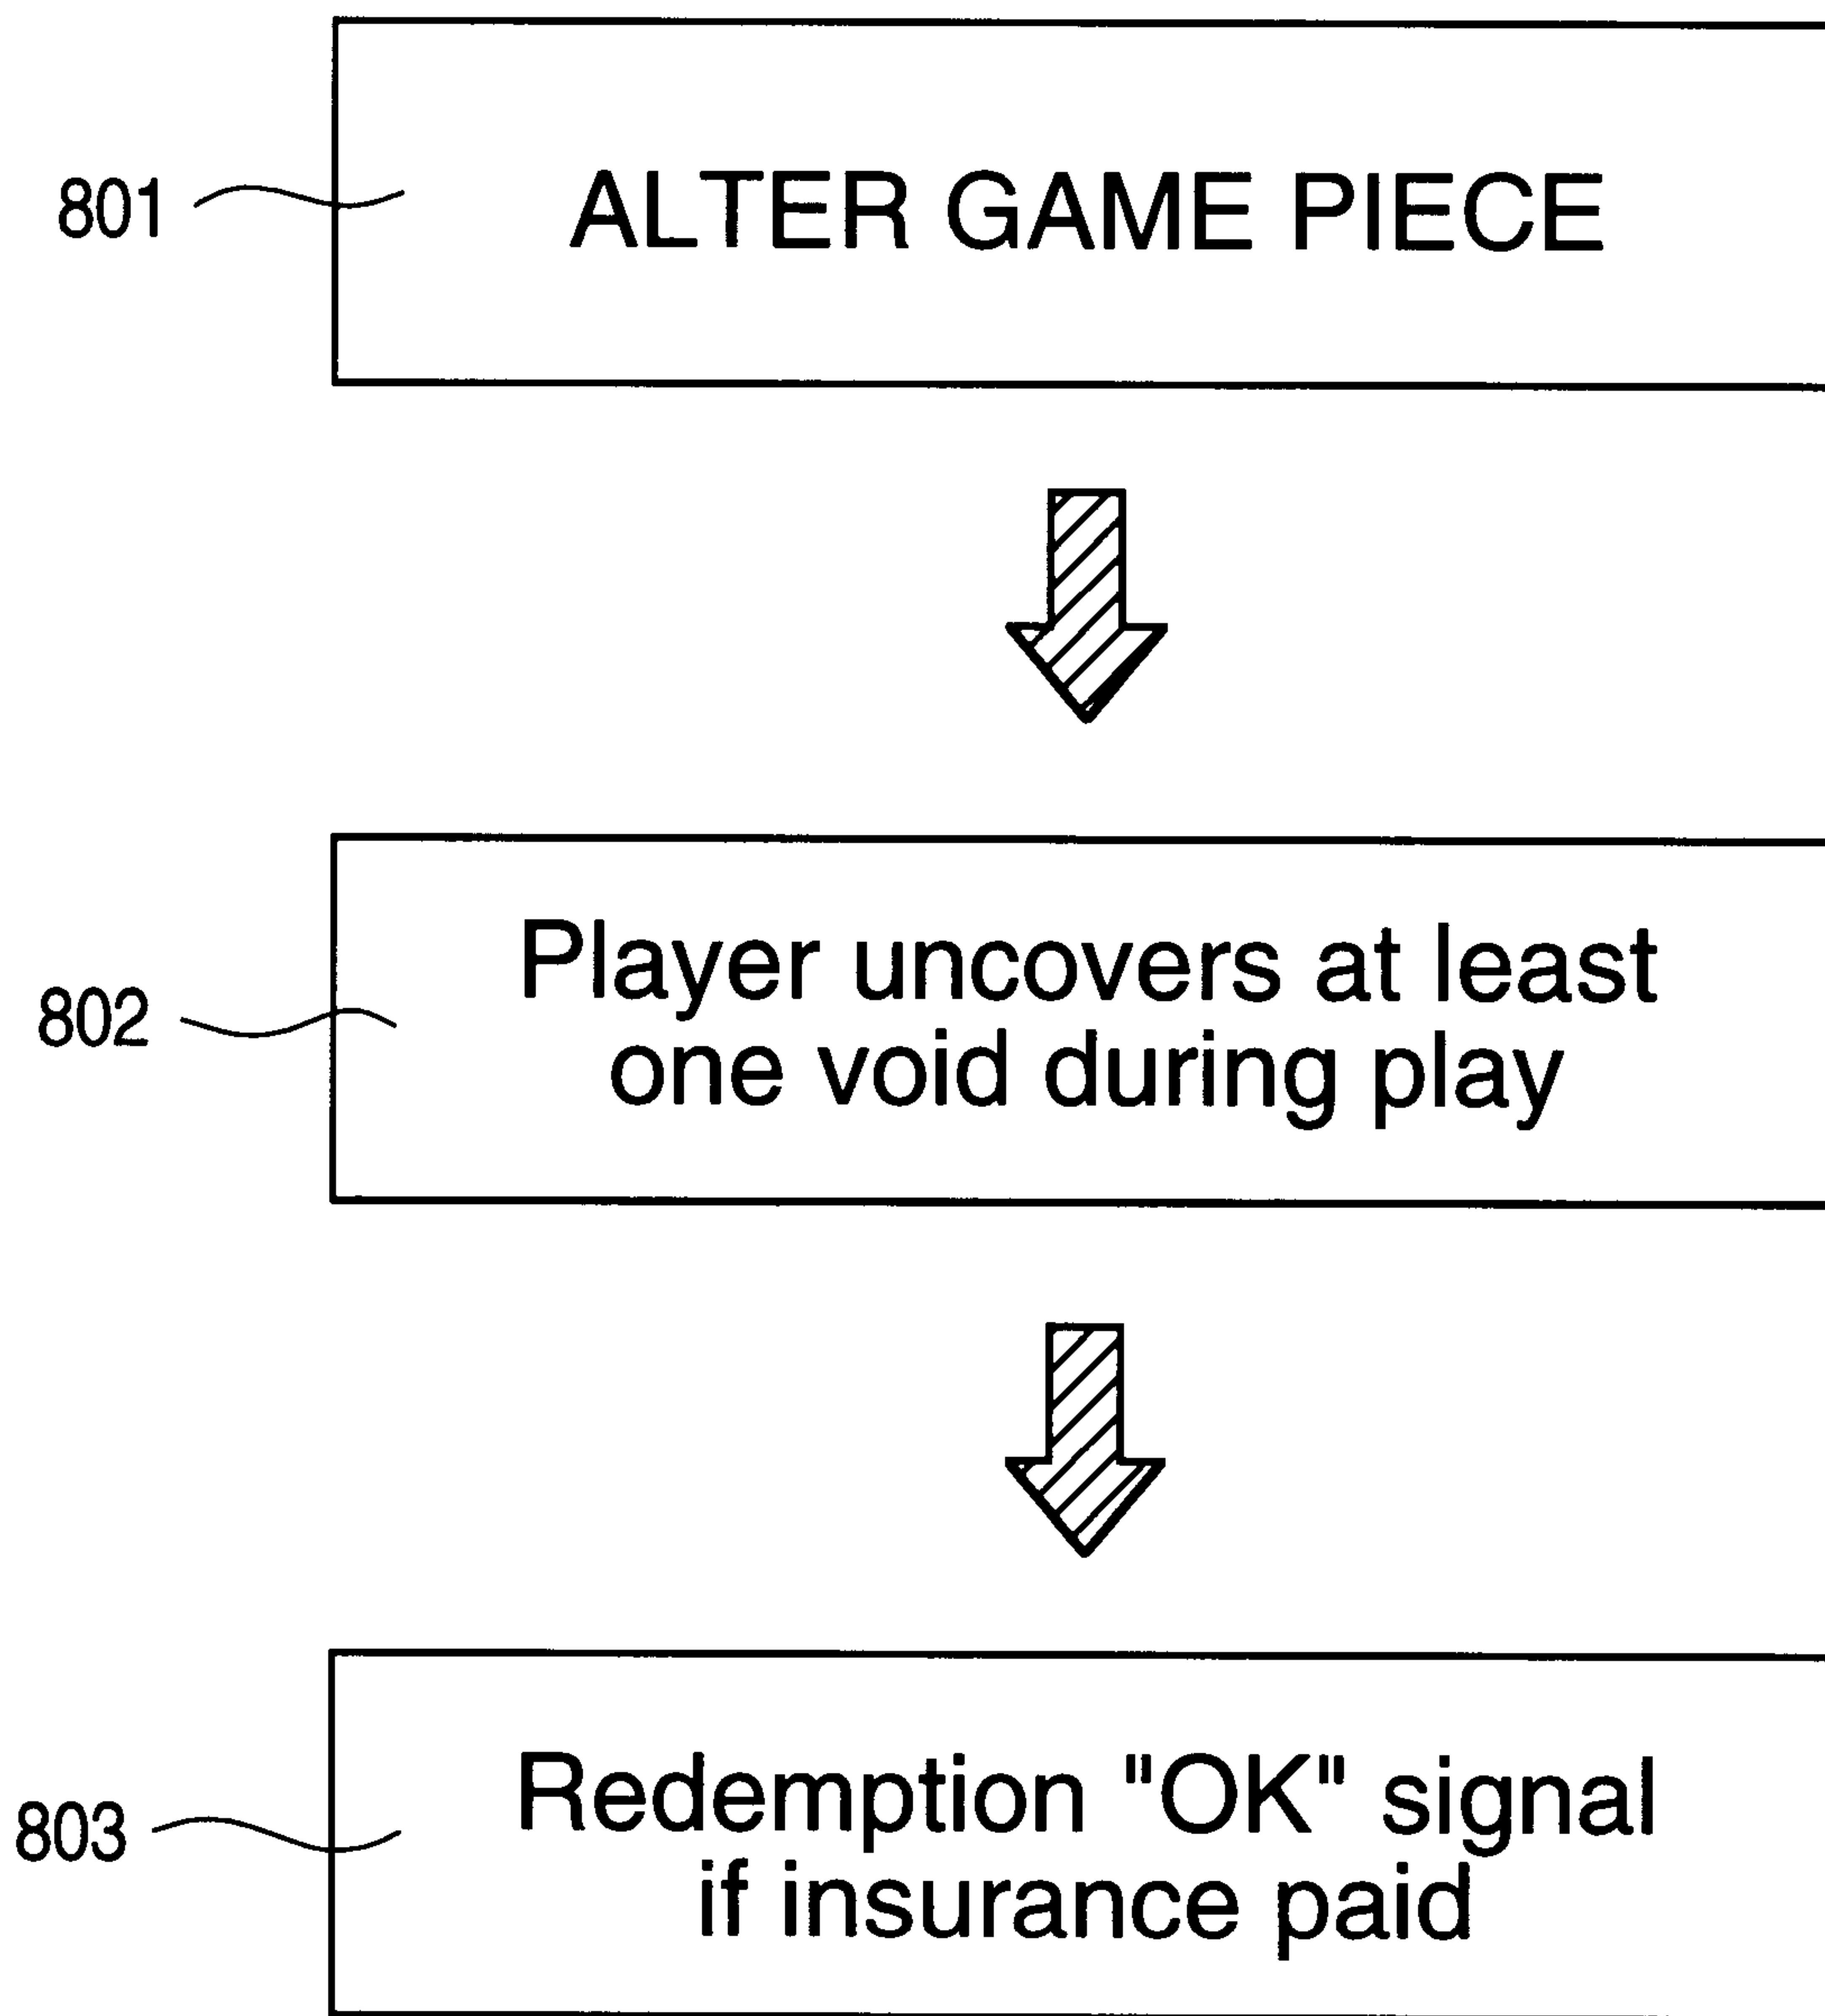 801
ALTER GAME PIECE
802
Player uncovers at least
one void during play
803
Redemption "OK" signal
if insurance paid